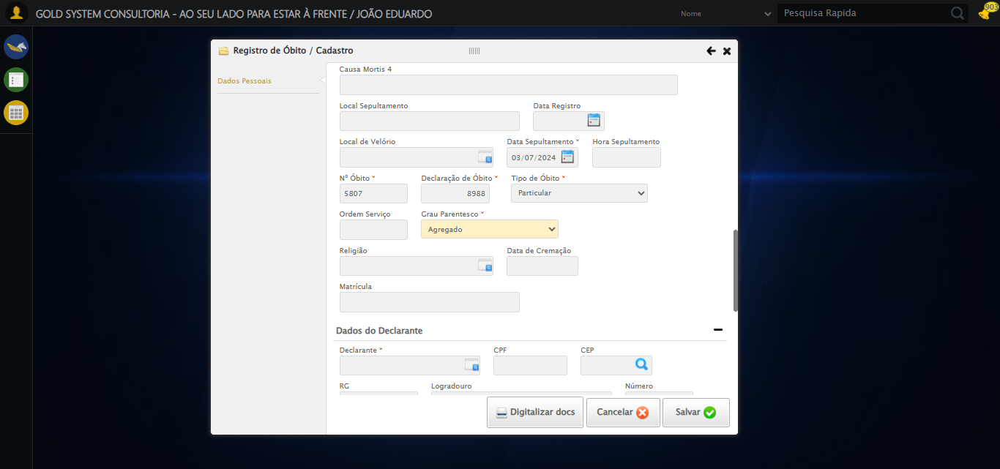 GOLD SYSTEM CONSULTORIA - AO SEU LADO PARA ESTAR À FRENTE / JOÃO EDUARDO
Nome
Pesquisa Rapida
903
Registro de Óbito / Cadastro
Dados Pessoais
Causa Mortis 4
Local Sepultamento Data Registro
Local de Velório Data Sepultamento * Hora Sepultamento
03/07/2024
Nº Óbito * Declaração de Óbito * Tipo de Óbito *
5807 8988 Particular
Ordem Serviço Grau Parentesco *
Agregado
Religião Data de Cremação
Matrícula
Dados do Declarante
Declarante * CPF CEP
RG Logradouro Número
Digitalizar docs Cancelar Salvar